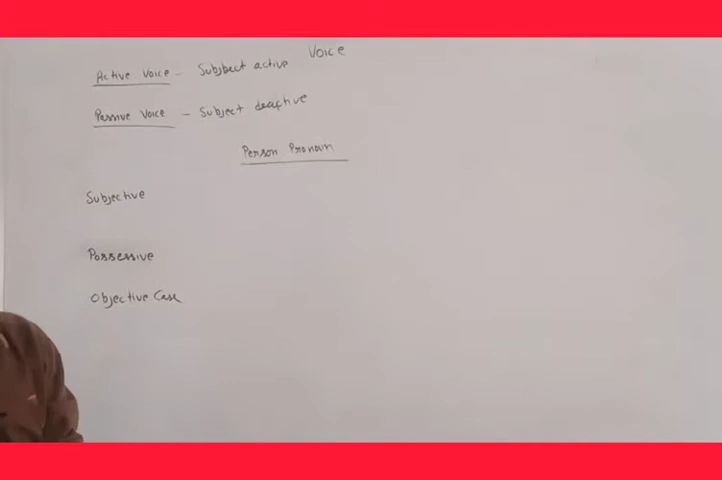 Voice
Active Voice - Subject active
Passive Voice - Subject deactive
Person Pronoun
Subjective
Possessive
Objective Case